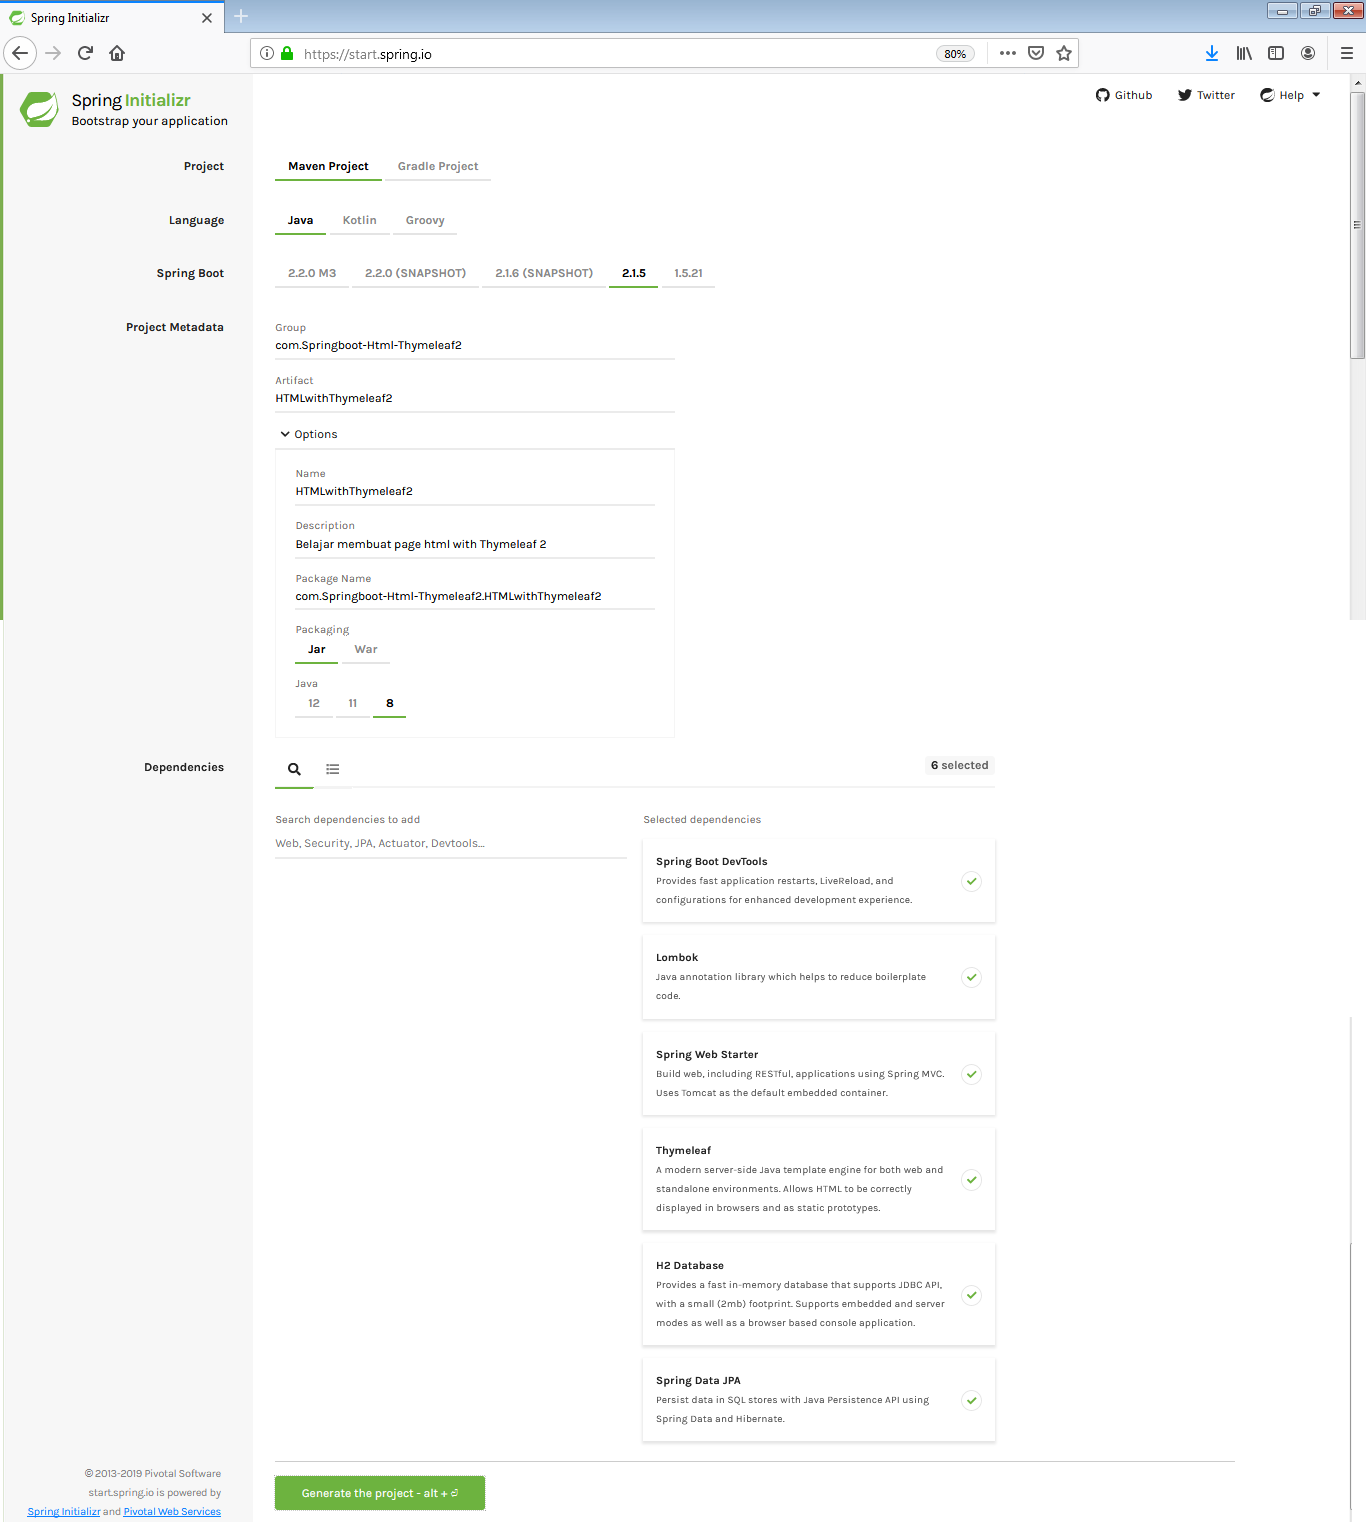 Spring Initializr
https://start.spring.io
80%
Spring Initializr
Bootstrap your application
Github
Twitter
Help
Project
Maven Project
Gradle Project
Language
Java
Kotlin
Groovy
Spring Boot
2.2.0 M3
2.2.0 (SNAPSHOT)
2.1.6 (SNAPSHOT)
2.1.5
1.5.21
Project Metadata
Group
com.Springboot-Html-Thymeleaf2
Artifact
HTMLwithThymeleaf2
Options
Name
HTMLwithThymeleaf2
Description
Belajar membuat page html with Thymeleaf 2
Package Name
com.Springboot-Html-Thymeleaf2.HTMLwithThymeleaf2
Packaging
Jar
War
Java
12
11
8
Dependencies
6 selected
Search dependencies to add
Web, Security, JPA, Actuator, Devtools...
Selected dependencies
Spring Boot DevTools
Provides fast application restarts, LiveReload, and
configurations for enhanced development experience.
Lombok
Java annotation library which helps to reduce boilerplate
code.
Spring Web Starter
Build web, including RESTful, applications using Spring MVC.
Uses Tomcat as the default embedded container.
Thymeleaf
A modern server-side Java template engine for both web and
standalone environments. Allows HTML to be correctly
displayed in browsers and as static prototypes.
H2 Database
Provides a fast in-memory database that supports JDBC API,
with a small (2mb) footprint. Supports embedded and server
modes as well as a browser based console application.
Spring Data JPA
Persist data in SQL stores with Java Persistence API using
Spring Data and Hibernate.
© 2013-2019 Pivotal Software
start.spring.io is powered by
Spring Initializr and Pivotal Web Services
Generate the project - alt + ⏎